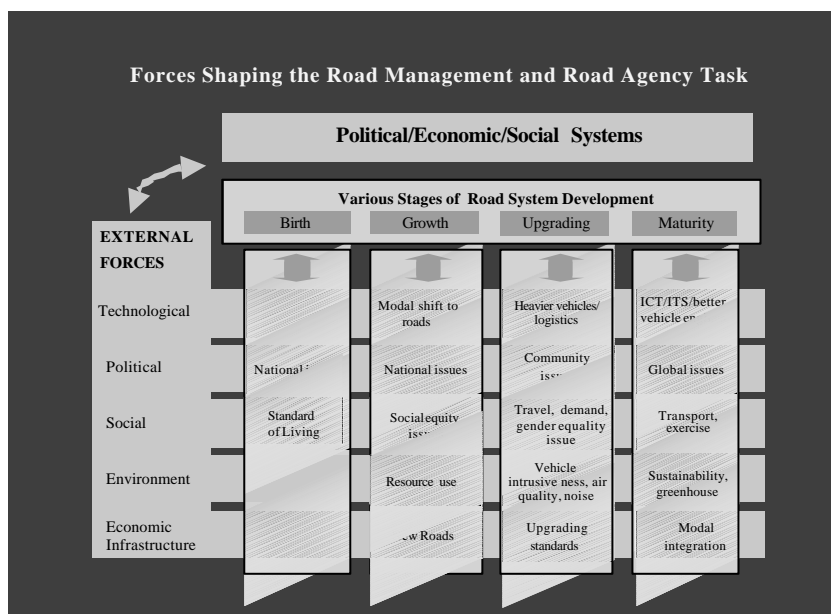 Forces Shaping the Road Management and Road Agency Task
Political/Economic/Social Systems
Various Stages of Road System Development
Birth Growth Upgrading Maturity
EXTERNAL
FORCES
Technological
Modal shift to
roads
Heavier vehicles/
logistics
ICT/ITS/better
vehicle
Political
National
National issues
Community
Global issues
Social
Standard
of Living
Social equity
Travel, demand,
gender equality
issue
Transport,
exercise
Environment
Resource use
Vehicle
intrusive ness, air
quality, noise
Sustainability,
greenhouse
Economic
Infrastructure
Roads
Upgrading
standards
Modal
integration